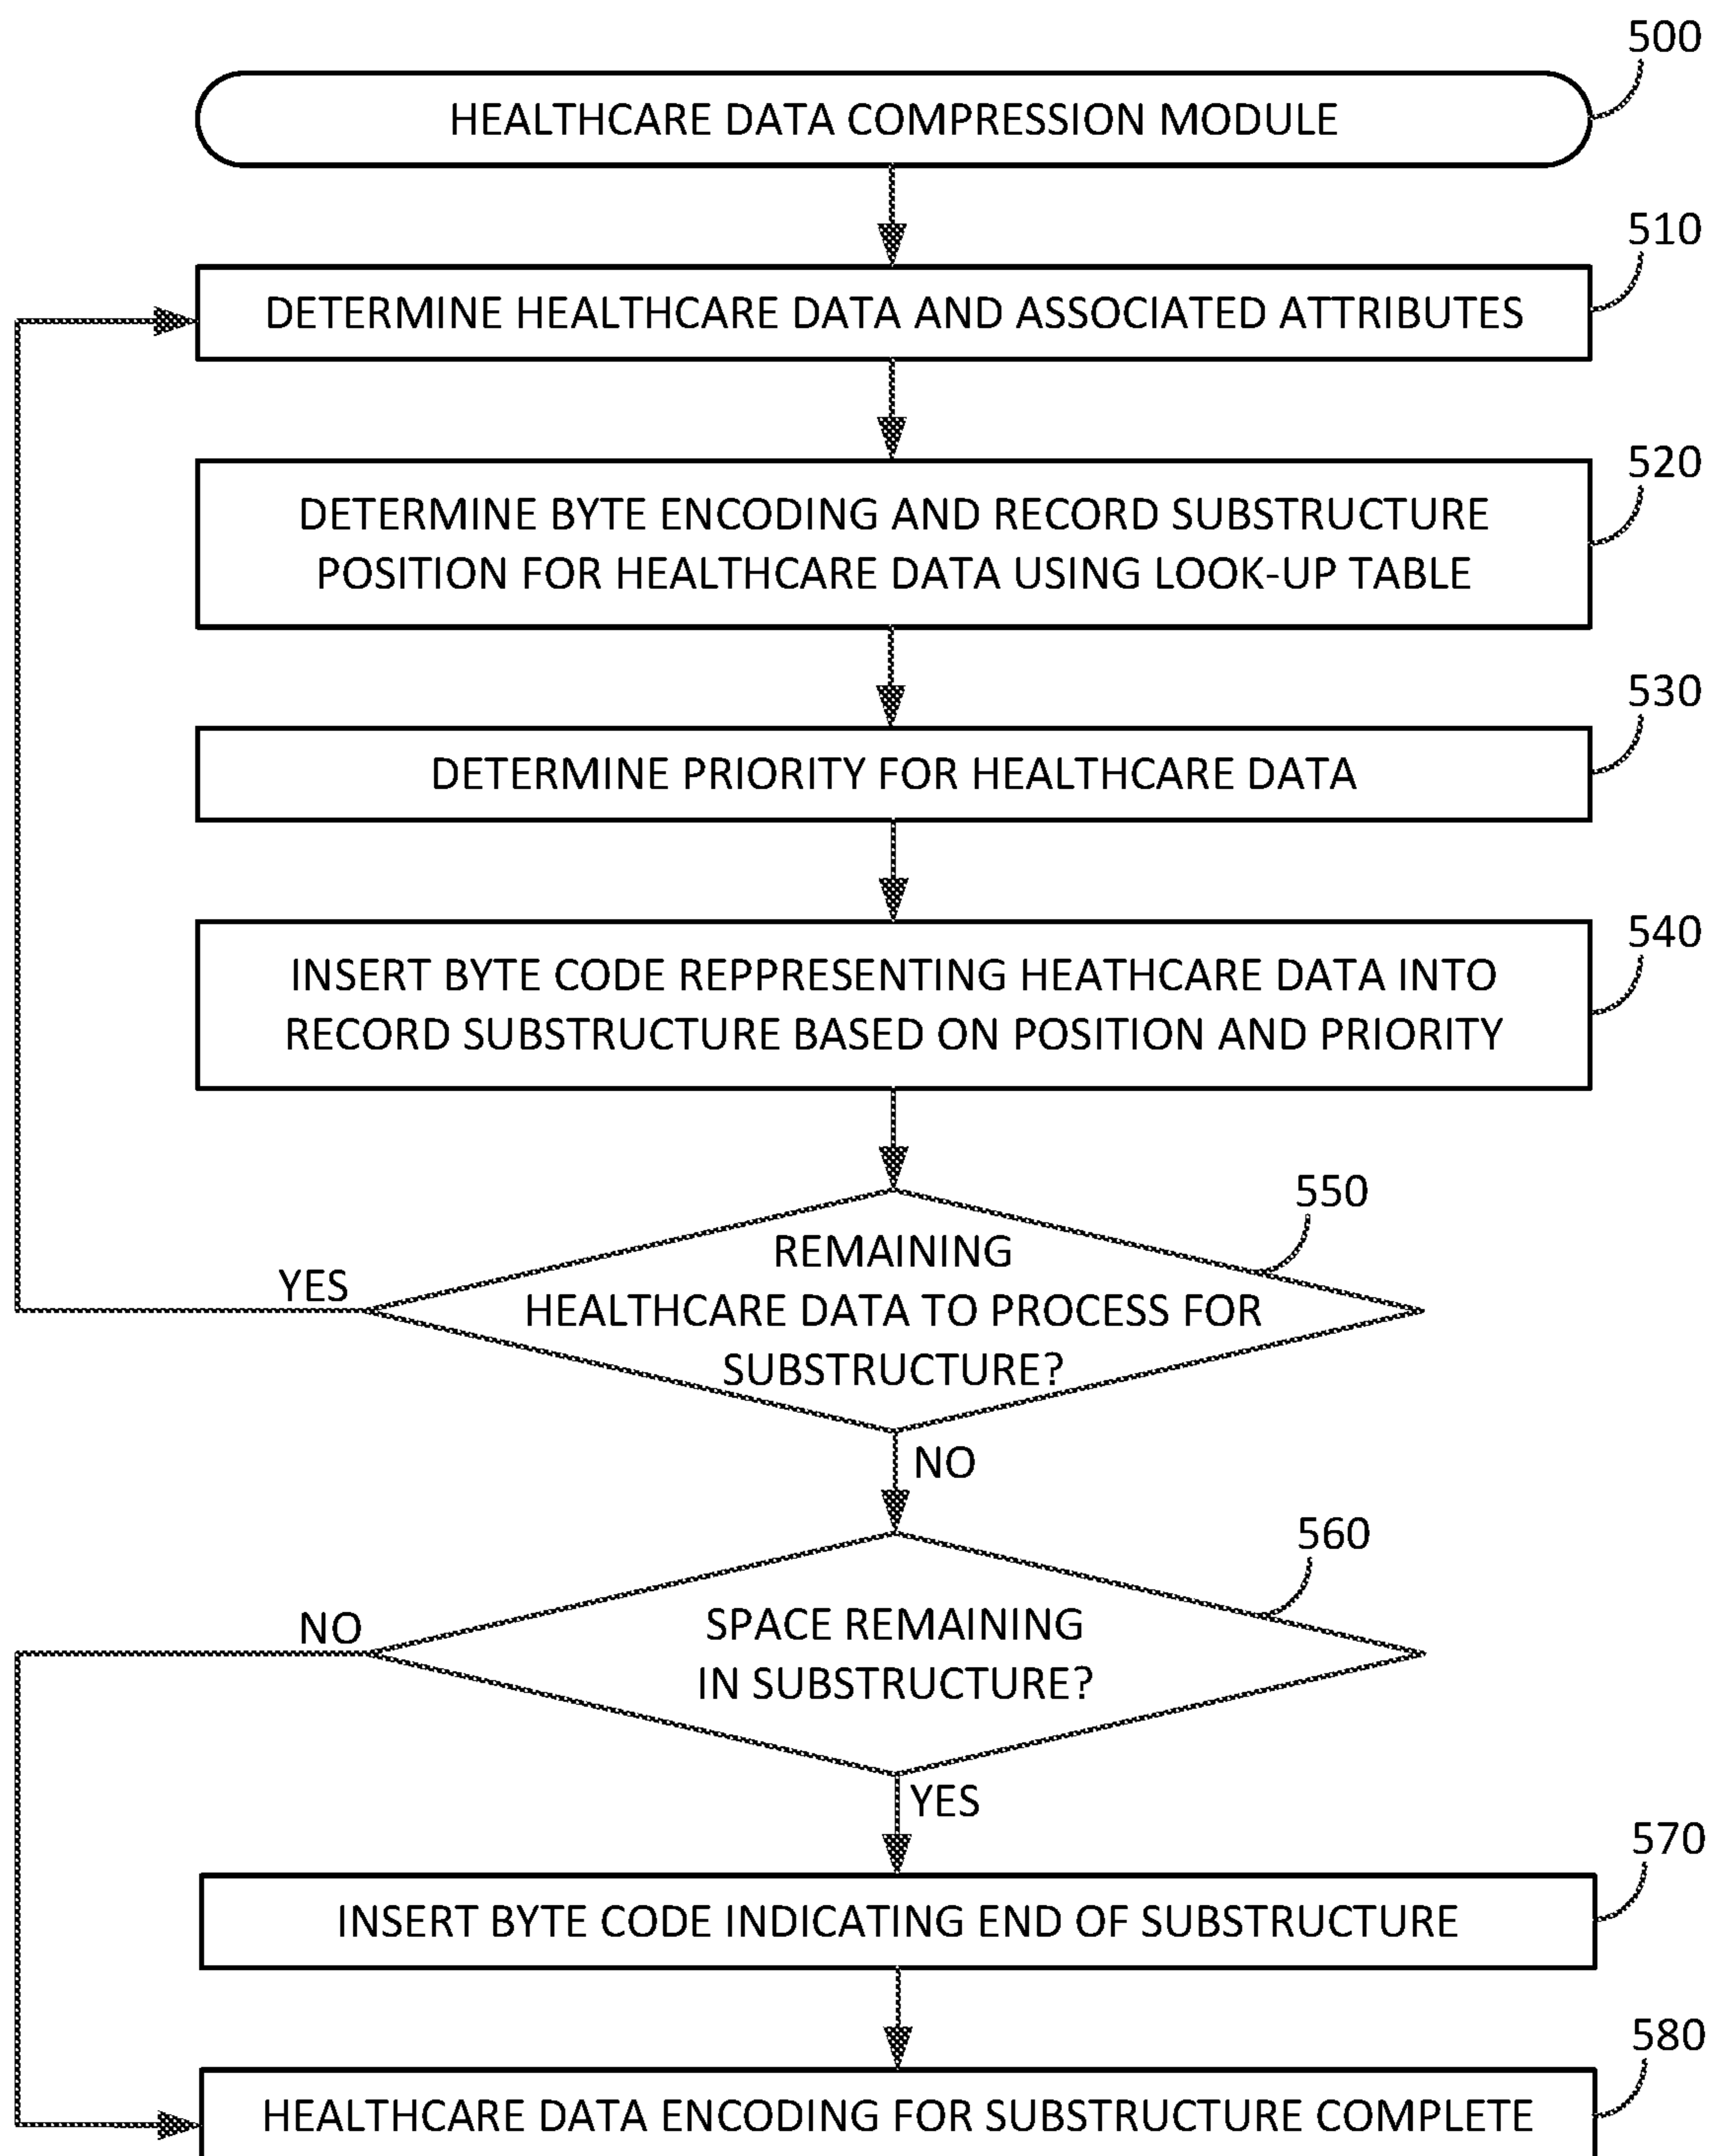 500
HEALTHCARE DATA COMPRESSION MODULE
510
DETERMINE HEALTHCARE DATA AND ASSOCIATED ATTRIBUTES
520
DETERMINE BYTE ENCODING AND RECORD SUBSTRUCTURE
POSITION FOR HEALTHCARE DATA USING LOOK-UP TABLE
530
DETERMINE PRIORITY FOR HEALTHCARE DATA
540
INSERT BYTE CODE REPPRESENTING HEATHCARE DATA INTO
RECORD SUBSTRUCTURE BASED ON POSITION AND PRIORITY
550
REMAINING
YES
HEALTHCARE DATA TO PROCESS FOR
SUBSTRUCTURE?
NO
560
NO
SPACE REMAINING
IN SUBSTRUCTURE?
YES
570
INSERT BYTE CODE INDICATING END OF SUBSTRUCTURE
580
HEALTHCARE DATA ENCODING FOR SUBSTRUCTURE COMPLETE